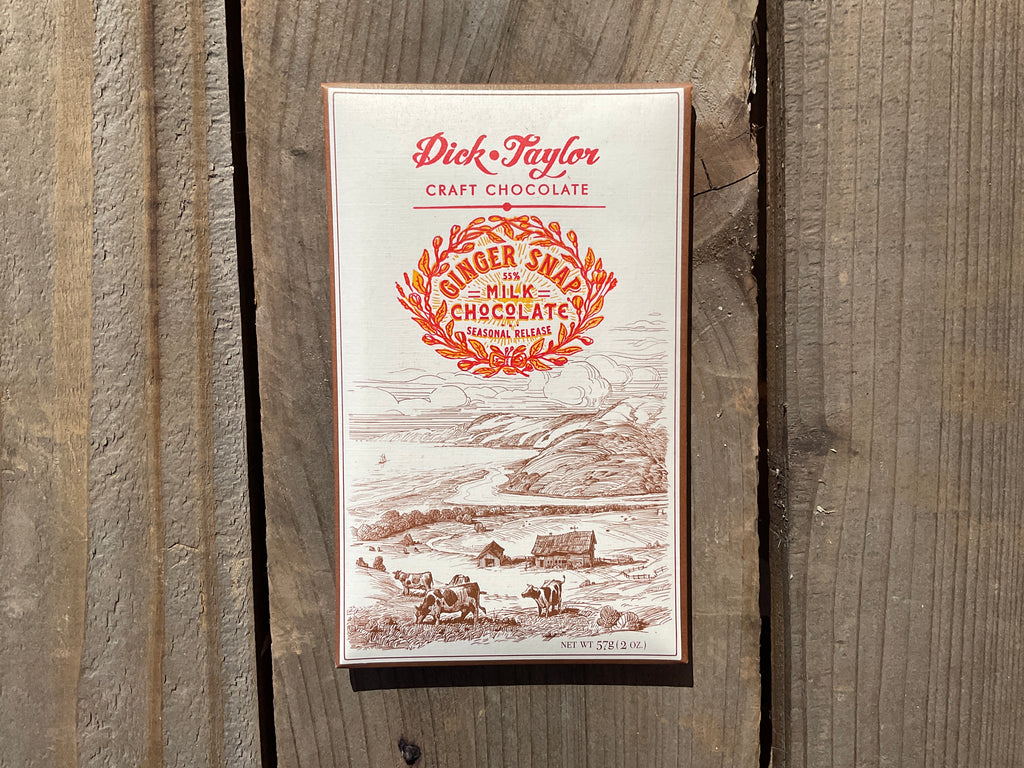 Dick • Taylor
CRAFT CHOCOLATE
GINGER SNAP
55%
MILK
CHOCOLATE
SEASONAL RELEASE
NET WT 57g (2 OZ.)